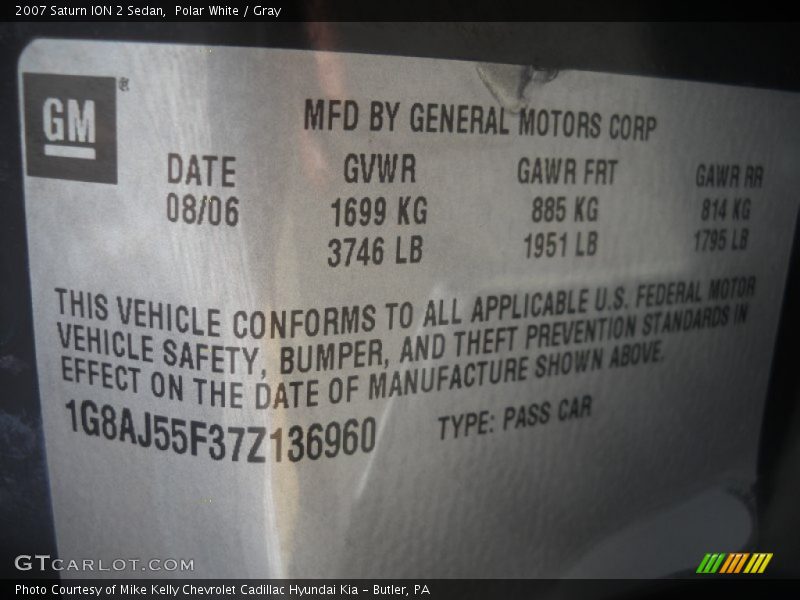 2007 Saturn ION 2 Sedan,  Polar White / Gray
GM®
MFD BY GENERAL MOTORS CORP
DATE GVWR GAWR FRT GAWR RR
08/06 1699 KG 885 KG 814 KG
3746 LB 1951 LB 1795 LB
THIS VEHICLE CONFORMS TO ALL APPLICABLE U.S. FEDERAL MOTOR
VEHICLE SAFETY, BUMPER, AND THEFT PREVENTION STANDARDS IN
EFFECT ON THE DATE OF MANUFACTURE SHOWN ABOVE.
1G8AJ55F37Z136960 TYPE: PASS CAR
GTCARLOT.COM
Photo Courtesy of Mike Kelly Chevrolet Cadillac Hyundai Kia – Butler, PA